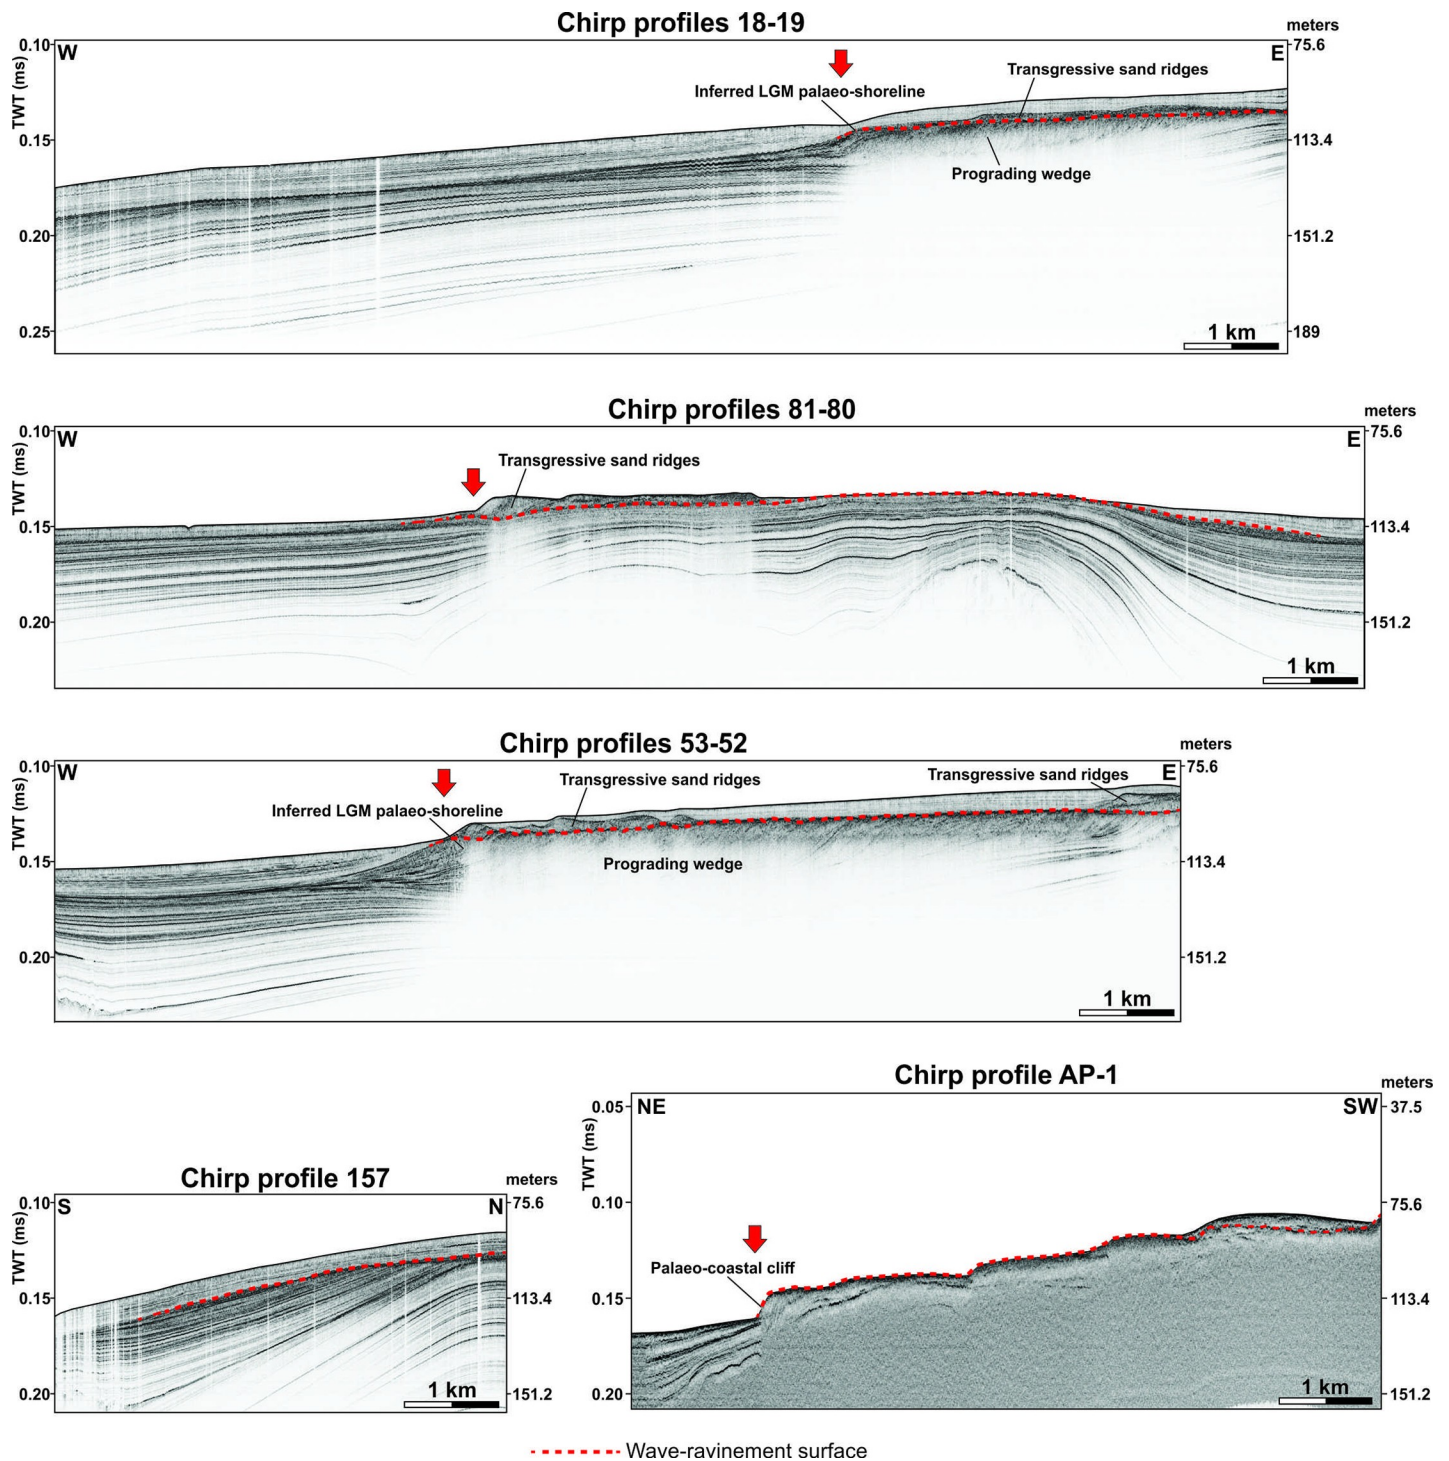 Chirp profiles 18-19
meters
0.10
W
E
75.6
TWT (ms)
Transgressive sand ridges
Inferred LGM palaeo-shoreline
0.15
113.4
Prograding wedge
0.20
151.2
0.25
189
1 km
Chirp profiles 81-80
meters
0.10
W
E
75.6
TWT (ms)
Transgressive sand ridges
0.15
113.4
0.20
151.2
1 km
Chirp profiles 53-52
meters
0.10
W
E
75.6
TWT (ms)
Transgressive sand ridges
Transgressive sand ridges
Inferred LGM palaeo-shoreline
0.15
113.4
Prograding wedge
0.20
151.2
1 km
Chirp profile 157
meters
0.10
S
N
75.6
TWT (ms)
0.15
113.4
0.20
151.2
1 km
Chirp profile AP-1
meters
0.05
NE
SW
37.5
TWT (ms)
0.10
75.6
Palaeo-coastal cliff
0.15
113.4
0.20
151.2
1 km
Wave-ravinement surface